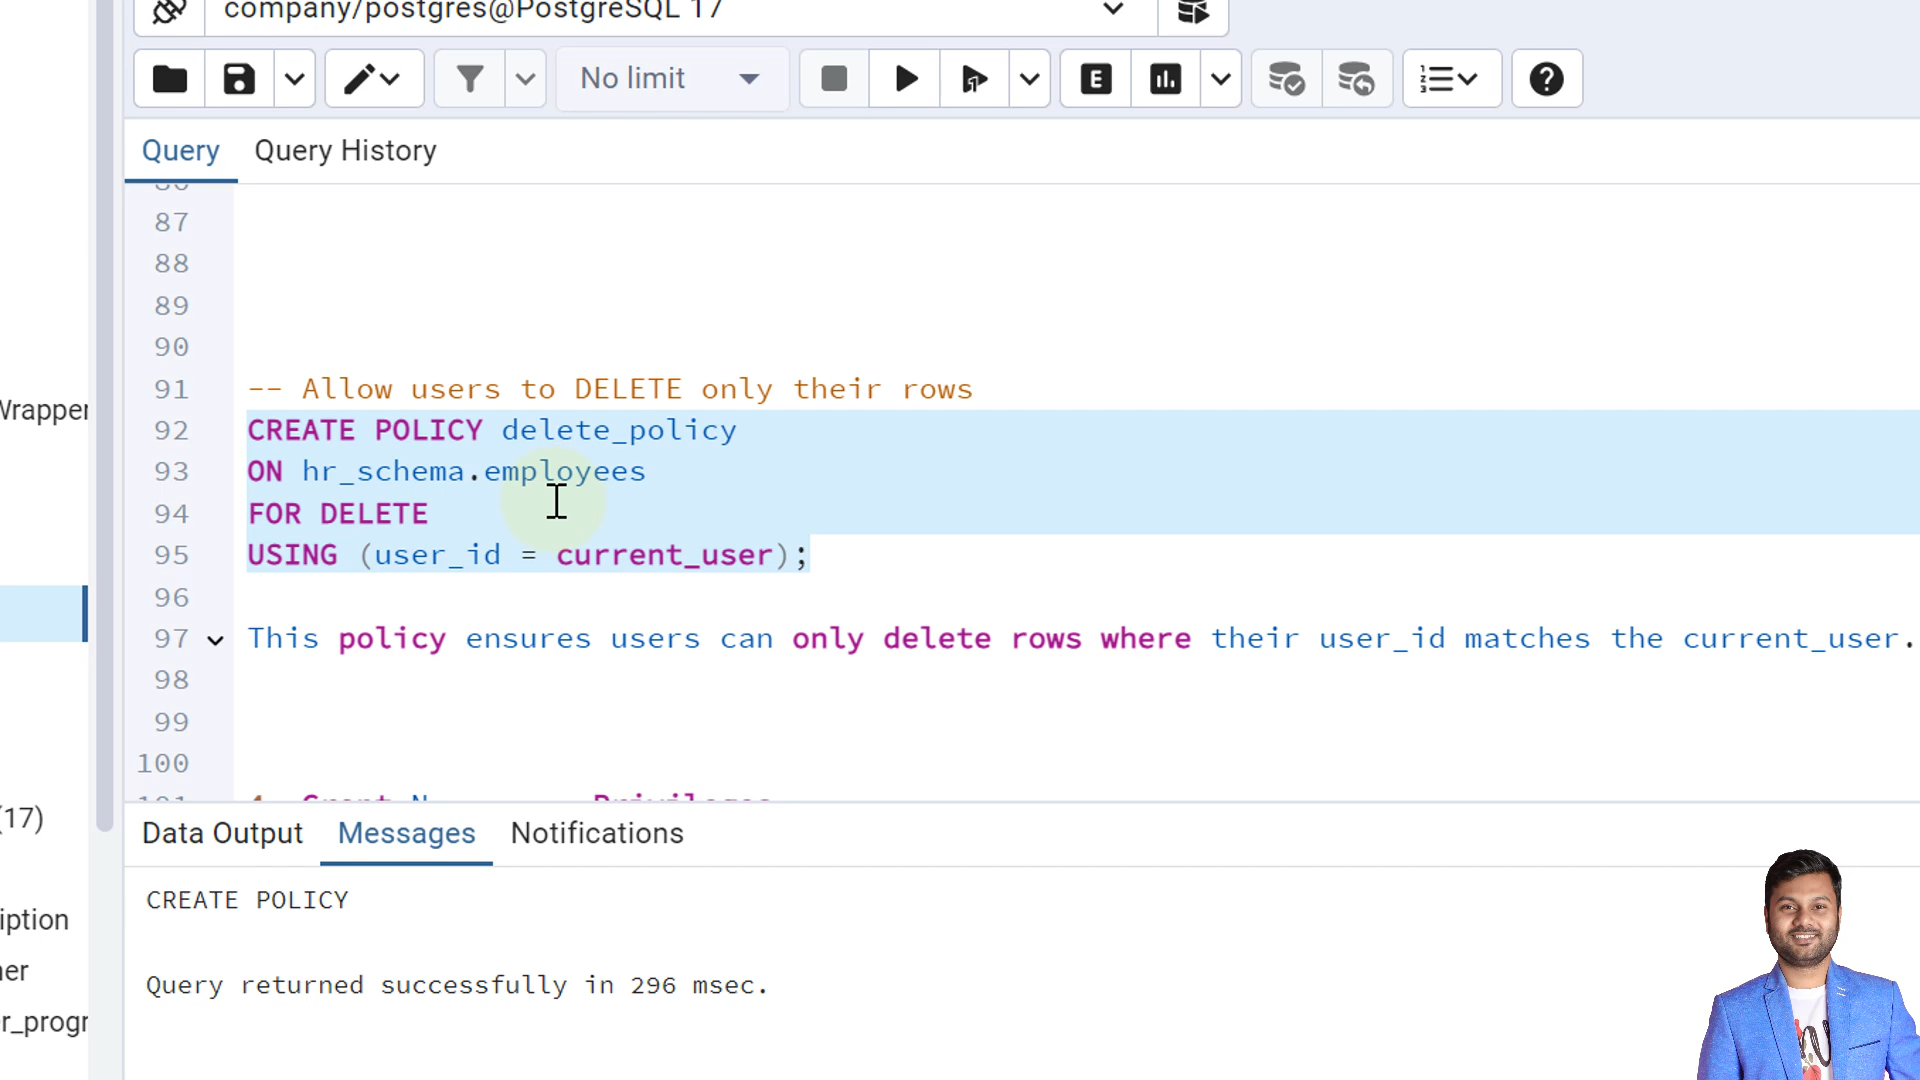 company/postgres@PostgreSQL 17
No limit
Query Query History
87
88
89
90
91 -- Allow users to DELETE only their rows
92 CREATE POLICY delete_policy
93 ON hr_schema.employees
94 FOR DELETE
95 USING (user_id = current_user);
96
97 This policy ensures users can only delete rows where their user_id matches the current_user.
98
99
100
Wrapper
(17)
Data Output Messages Notifications
CREATE POLICY
Query returned successfully in 296 msec.